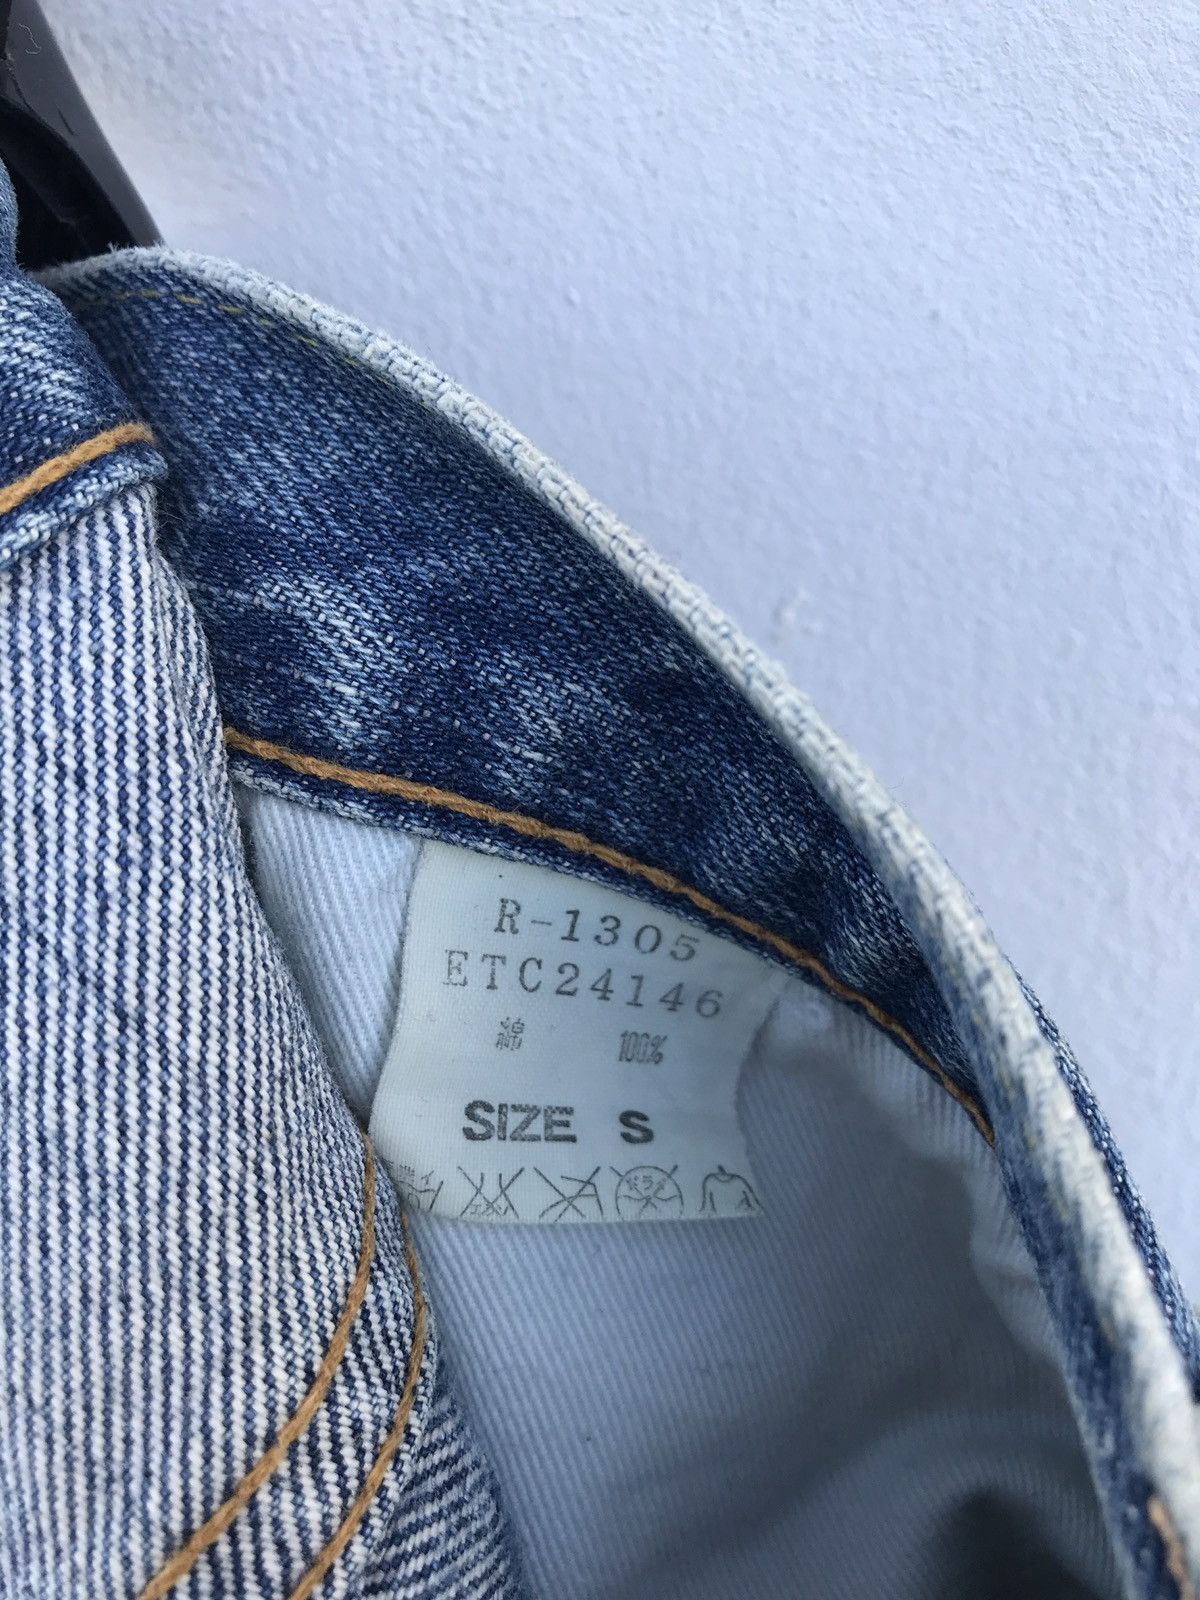 R-1305
ETC24146
綿 100%
SIZE S